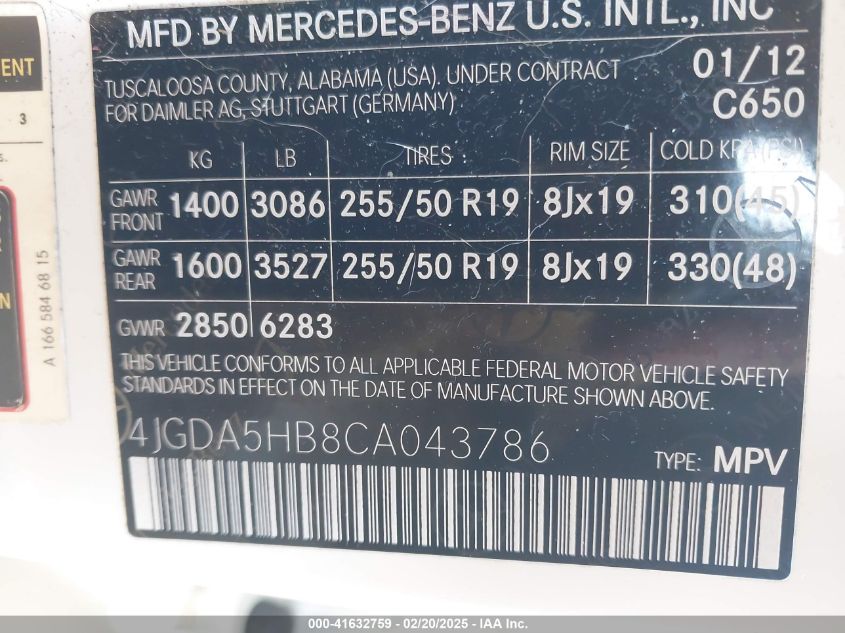 MFD BY MERCEDES-BENZ U.S. INTL., INC
TUSCALOOSA COUNTY, ALABAMA (USA), UNDER CONTRACT
FOR DAIMLER AG, STUTTGART (GERMANY)
01/12
C650
KG LB TIRES RIM SIZE COLD KPA (PSI)
GAWR FRONT 1400 3086 255/50 R19 8Jx19 310(45)
GAWR REAR 1600 3527 255/50 R19 8Jx19 330(48)
GVWR 2850 6283
THIS VEHICLE CONFORMS TO ALL APPLICABLE FEDERAL MOTOR VEHICLE SAFETY
STANDARDS IN EFFECT ON THE DATE OF MANUFACTURE SHOWN ABOVE.
4JGDA5HB8CA043786
TYPE: MPV
3
A 166 584 68 15
000-41632759 - 02/20/2025 - IAA Inc.